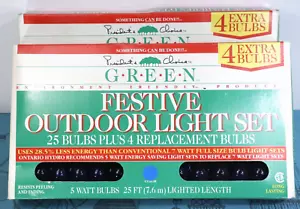 SOMETHING CAN BE DONE!
President's Choice
4 EXTRA
BULBS
SOMETHING CAN BE DONE!
President's Choice
4 EXTRA
BULBS
G·R·E·E·N
ENVIRONMENT FRIENDLY PRODUCT
FESTIVE
OUTDOOR LIGHT SET
25 BULBS PLUS 4 REPLACEMENT BULBS
USES 28.5% LESS ENERGY THAN CONVENTIONAL 7 WATT FULL SIZE BULB LIGHT SETS
ONTARIO HYDRO RECOMMENDS 5 WATT ENERGY SAVING LIGHT SETS TO REPLACE 7 WATT LIGHT SETS
RESISTS PEELING
AND FADING
5 WATT BULBS 25 FT (7.6 m) LIGHTED LENGTH
LONG
LASTING